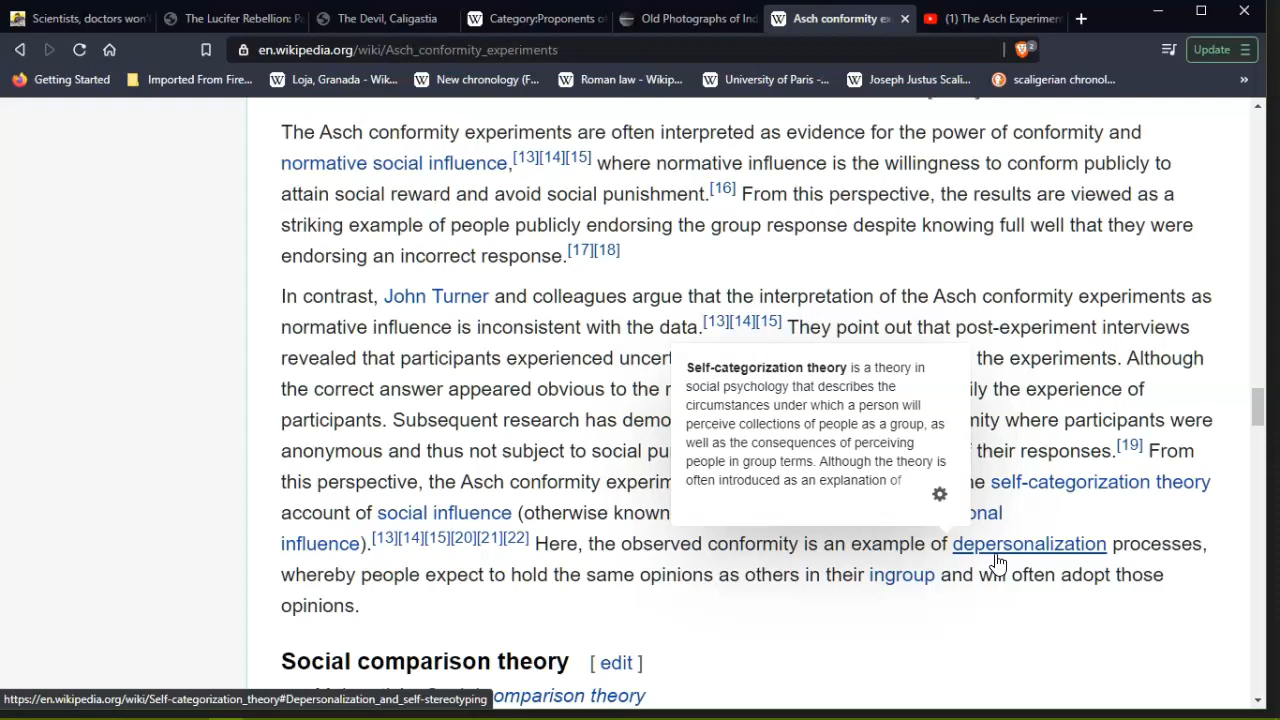 Scientists, doctors won'
The Lucifer Rebellion: P
The Devil, Caligastia
Category:Proponents o
Old Photographs of Ind
Asch conformity ex
(1) The Asch Experimen
en.wikipedia.org/wiki/Asch_conformity_experiments
2
Update
Getting Started
Imported From Fire...
Loja, Granada - Wik...
New chronology (F...
Roman law - Wikip...
University of Paris -...
Joseph Justus Scali...
scaligerian chronol...
The Asch conformity experiments are often interpreted as evidence for the power of conformity and
normative social influence,[13][14][15] where normative influence is the willingness to conform publicly to
attain social reward and avoid social punishment.[16] From this perspective, the results are viewed as a
striking example of people publicly endorsing the group response despite knowing full well that they were
endorsing an incorrect response.[17][18]
In contrast, John Turner and colleagues argue that the interpretation of the Asch conformity experiments as
normative influence is inconsistent with the data.[13][14][15] They point out that post-experiment interviews
revealed that participants experienced uncert the experiments. Although
the correct answer appeared obvious to the r ily the experience of
participants. Subsequent research has demo nity where participants were
anonymous and thus not subject to social pu their responses.[19] From
this perspective, the Asch conformity experim ne self-categorization theory
account of social influence (otherwise known onal
influence).[13][14][15][20][21][22] Here, the observed conformity is an example of depersonalization processes,
whereby people expect to hold the same opinions as others in their ingroup and will often adopt those
opinions.
Self-categorization theory is a theory in
social psychology that describes the
circumstances under which a person will
perceive collections of people as a group, as
well as the consequences of perceiving
people in group terms. Although the theory is
often introduced as an explanation of
Social comparison theory [ edit ]
comparison theory
https://en.wikipedia.org/wiki/Self-categorization_theory#Depersonalization_and_self-stereotyping